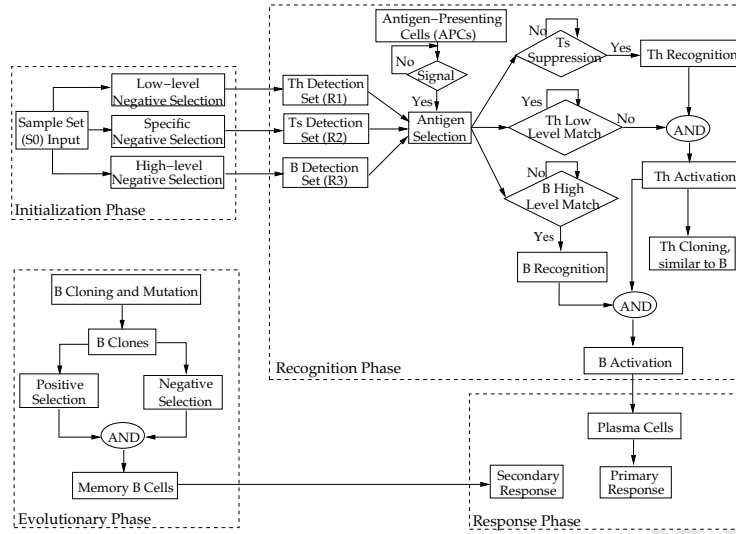 Antigen−Presenting
Cells (APCs)
No
Signal
Yes
No
Ts
Suppression
Yes
Th Recognition
Low−level
Negative Selection
Th Detection
Set (R1)
Sample Set
(S0) Input
Specific
Negative Selection
Ts Detection
Set (R2)
Antigen
Selection
Yes
Th Low
Level Match
No
AND
High−level
Negative Selection
B Detection
Set (R3)
No
B High
Level Match
Yes
Th Activation
Initialization Phase
Th Cloning,
similar to B
B Recognition
AND
B Activation
Recognition Phase
B Cloning and Mutation
B Clones
Positive
Selection
Negative
Selection
AND
Memory B Cells
Evolutionary Phase
Plasma Cells
Secondary
Response
Primary
Response
Response Phase